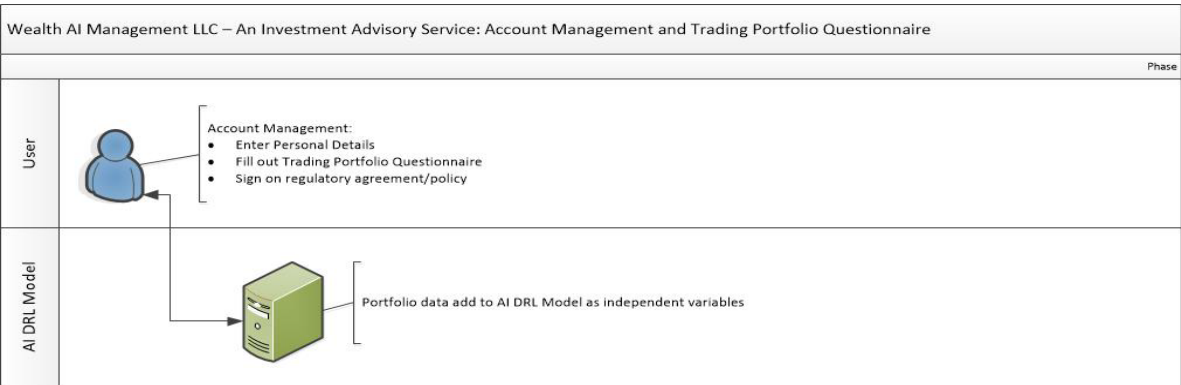 Wealth AI Management LLC – An Investment Advisory Service: Account Management and Trading Portfolio Questionnaire
Phase
User
Account Management:
• Enter Personal Details
• Fill out Trading Portfolio Questionnaire
• Sign on regulatory agreement/policy
AI DRL Model
Portfolio data add to AI DRL Model as independent variables